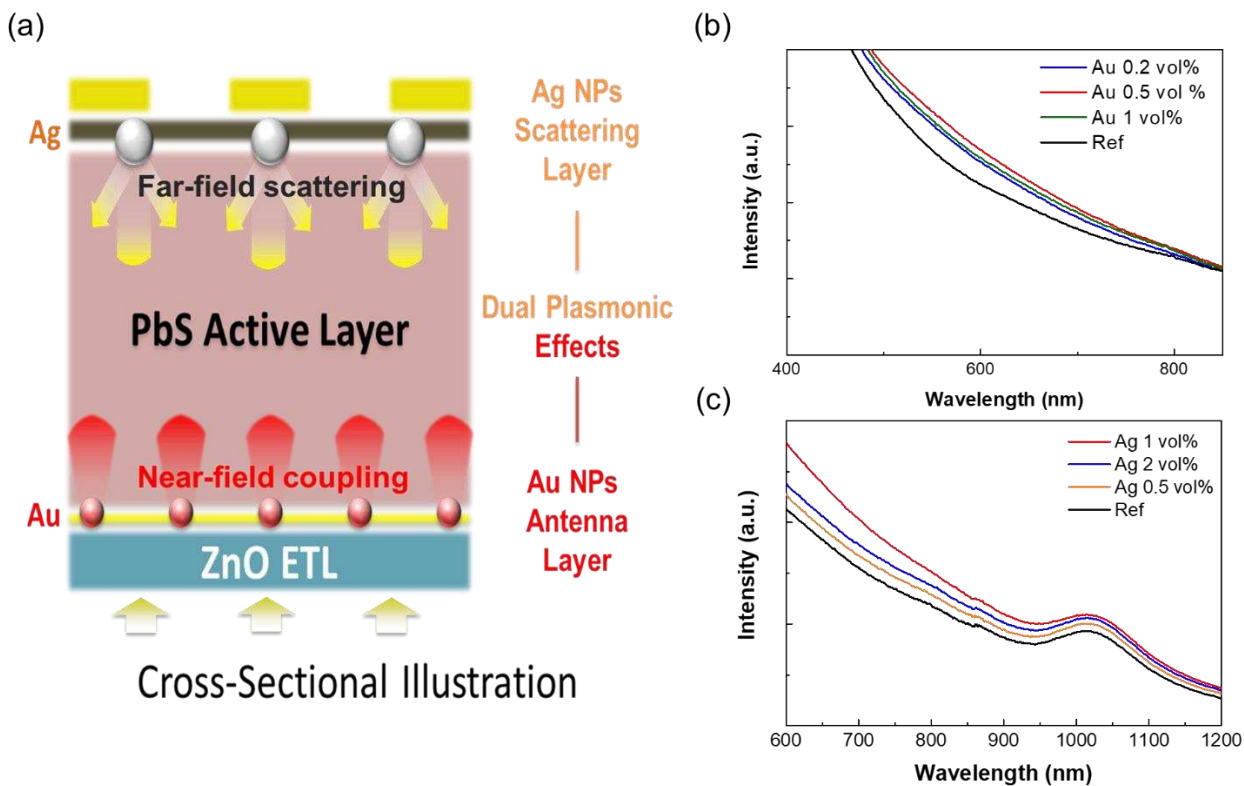 (a)
Ag
Far-field scattering
PbS Active Layer
Near-field coupling
Au
ZnO ETL
Cross-Sectional Illustration
Ag NPs
Scattering
Layer
Dual Plasmonic
Effects
Au NPs
Antenna
Layer
(b)
Intensity (a.u.)
Au 0.2 vol%
Au 0.5 vol %
Au 1 vol%
Ref
400
600
800
Wavelength (nm)
(c)
Intensity (a.u.)
Ag 1 vol%
Ag 2 vol%
Ag 0.5 vol%
Ref
600
700
800
900
1000
1100
1200
Wavelength (nm)